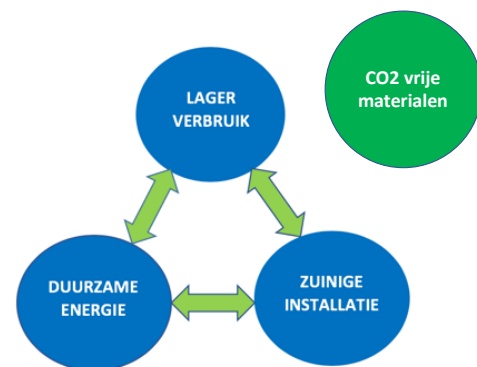 LAGER
VERBRUIK
CO2 vrije
materialen
DUURZAME
ENERGIE
ZUINIGE
INSTALLATIE